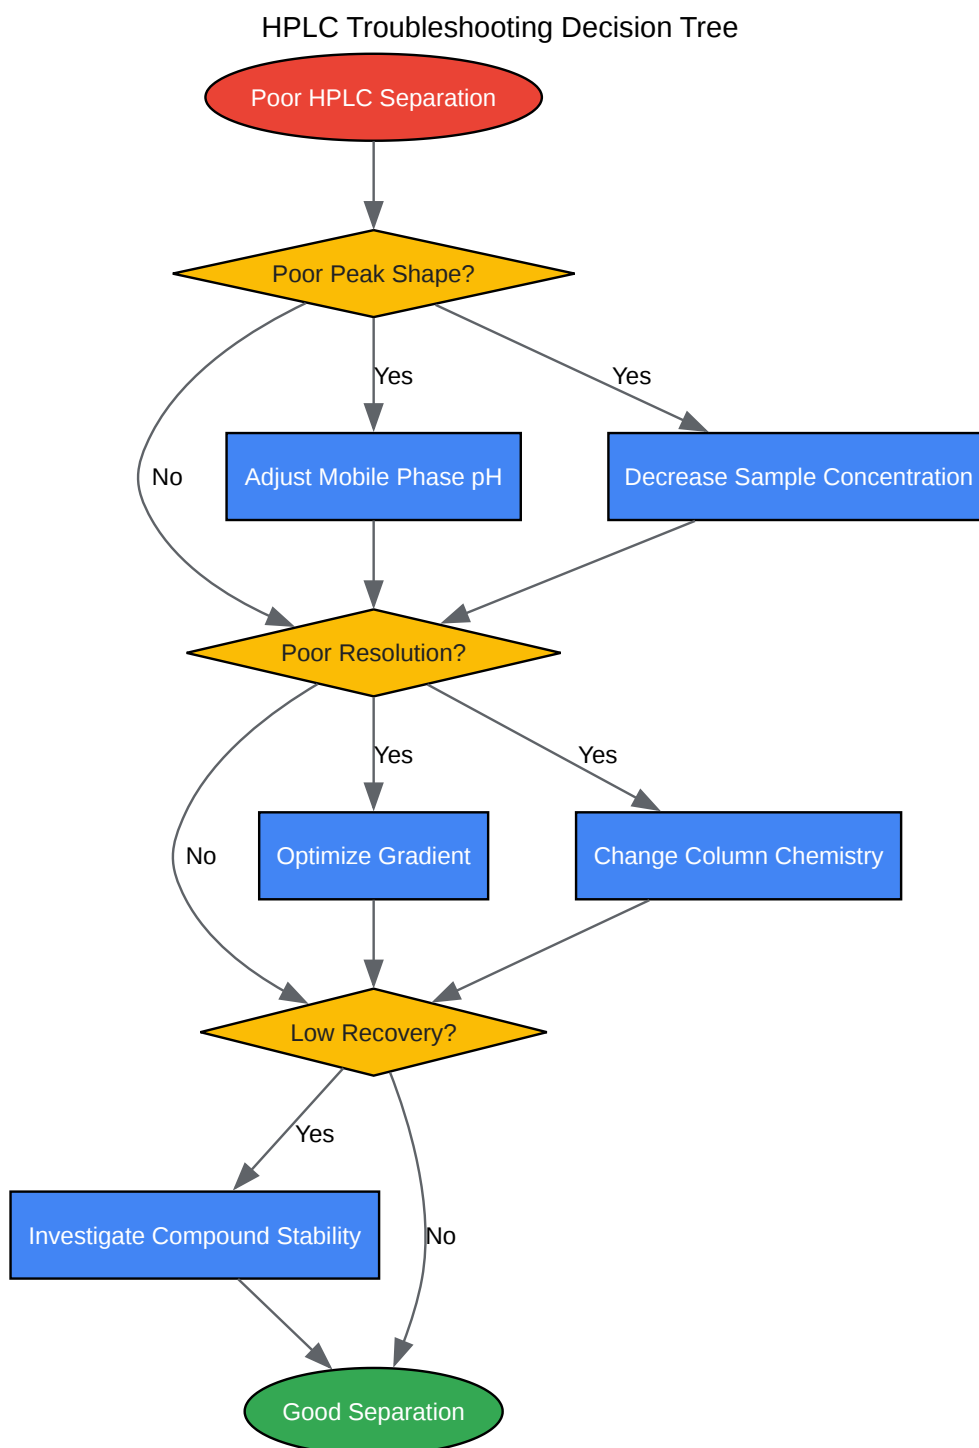 HPLC Troubleshooting Decision Tree
Poor HPLC Separation
Poor Peak Shape?
Yes
Yes
No
Adjust Mobile Phase pH
Decrease Sample Concentration
Poor Resolution?
Yes
Yes
No
Optimize Gradient
Change Column Chemistry
Low Recovery?
Yes
Investigate Compound Stability
No
Good Separation